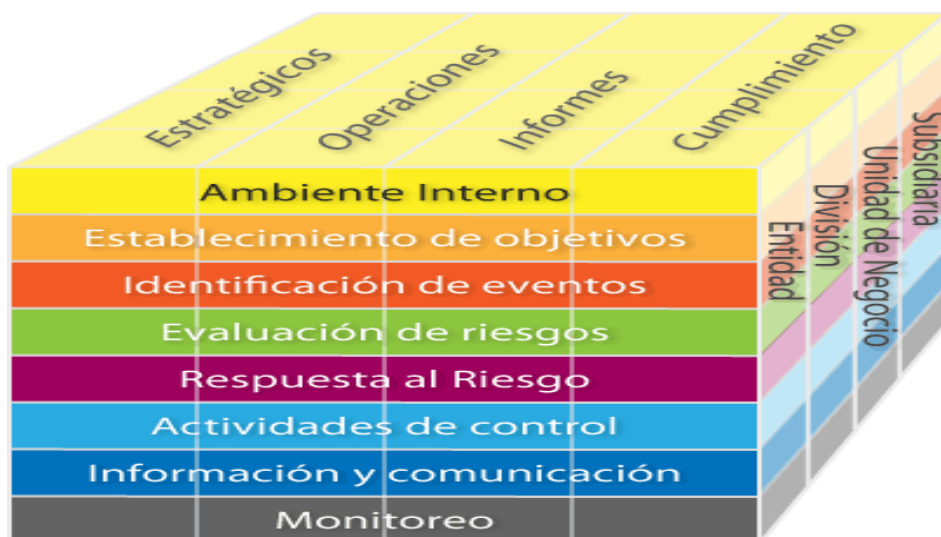 Estratégicos
Operaciones
Informes
Cumplimiento
Ambiente Interno
Establecimiento de objetivos
Identificación de eventos
Evaluación de riesgos
Respuesta al Riesgo
Actividades de control
Información y comunicación
Monitoreo
Entidad
División
Unidad de Negocio
Subsidiaria